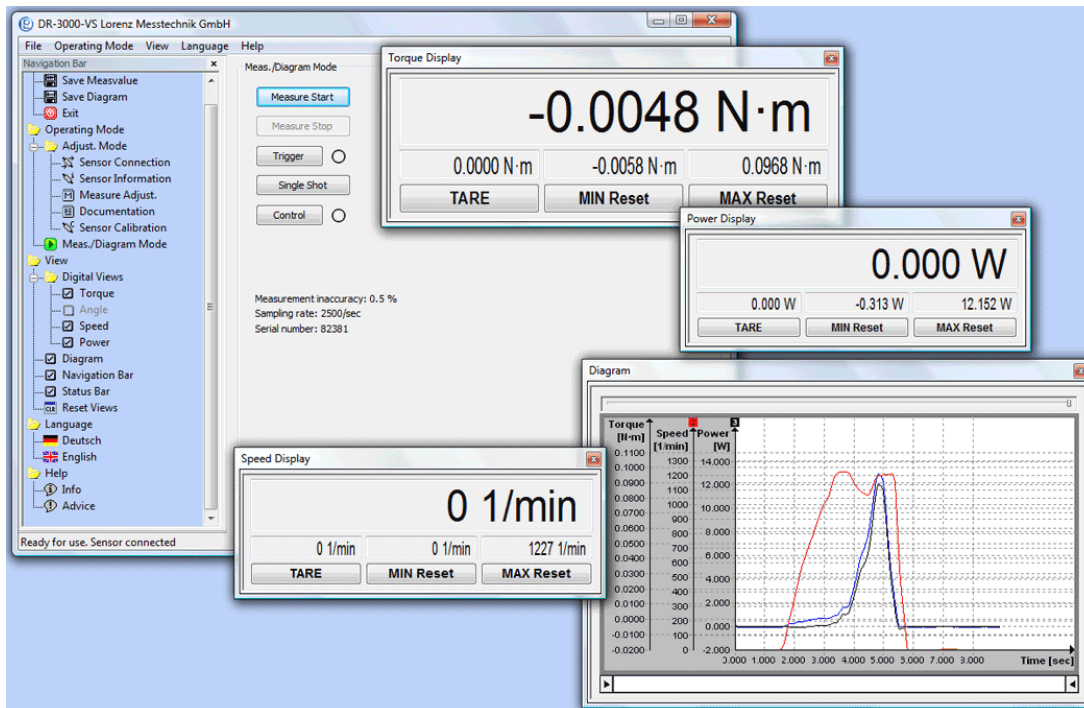 DR-3000-VS Lorenz Messtechnik GmbH
File Operating Mode View Language Help
Navigation Bar
Save Measvalue
Save Diagram
Exit
Operating Mode
Adjust. Mode
Sensor Connection
Sensor Information
Measure Adjust.
Documentation
Sensor Calibration
Meas./Diagram Mode
View
Digital Views
Torque
Angle
Speed
Power
Diagram
Navigation Bar
Status Bar
CLR Reset Views
Language
Deutsch
English
Help
Info
Advice
Ready for use. Sensor connected
Meas./Diagram Mode
Measure Start
Measure Stop
Trigger
Single Shot
Control
Measurement inaccuracy: 0.5 %
Sampling rate: 2500/sec
Serial number: 82381
Torque Display
-0.0048 N·m
0.0000 N·m -0.0058 N·m 0.0968 N·m
TARE MIN Reset MAX Reset
Power Display
0.000 W
0.000 W -0.313 W 12.152 W
TARE MIN Reset MAX Reset
Speed Display
0 1/min
0 1/min 0 1/min 1227 1/min
TARE MIN Reset MAX Reset
Diagram
Torque
[N·m]
0.1100
0.1000
0.0900
0.0800
0.0700
0.0600
0.0500
0.0400
0.0300
0.0200
0.0100
0.0000
-0.0100
-0.0200
2
Speed
[1/min]
1300
1200
1100
1000
900
800
700
600
500
400
300
200
100
0
3
Power
[W]
14.000
12.000
10.000
8.000
6.000
4.000
2.000
0.000
-2.000
0.000 1.000 2.000 3.000 4.000 5.000 6.000 7.000 8.000 Time [sec]